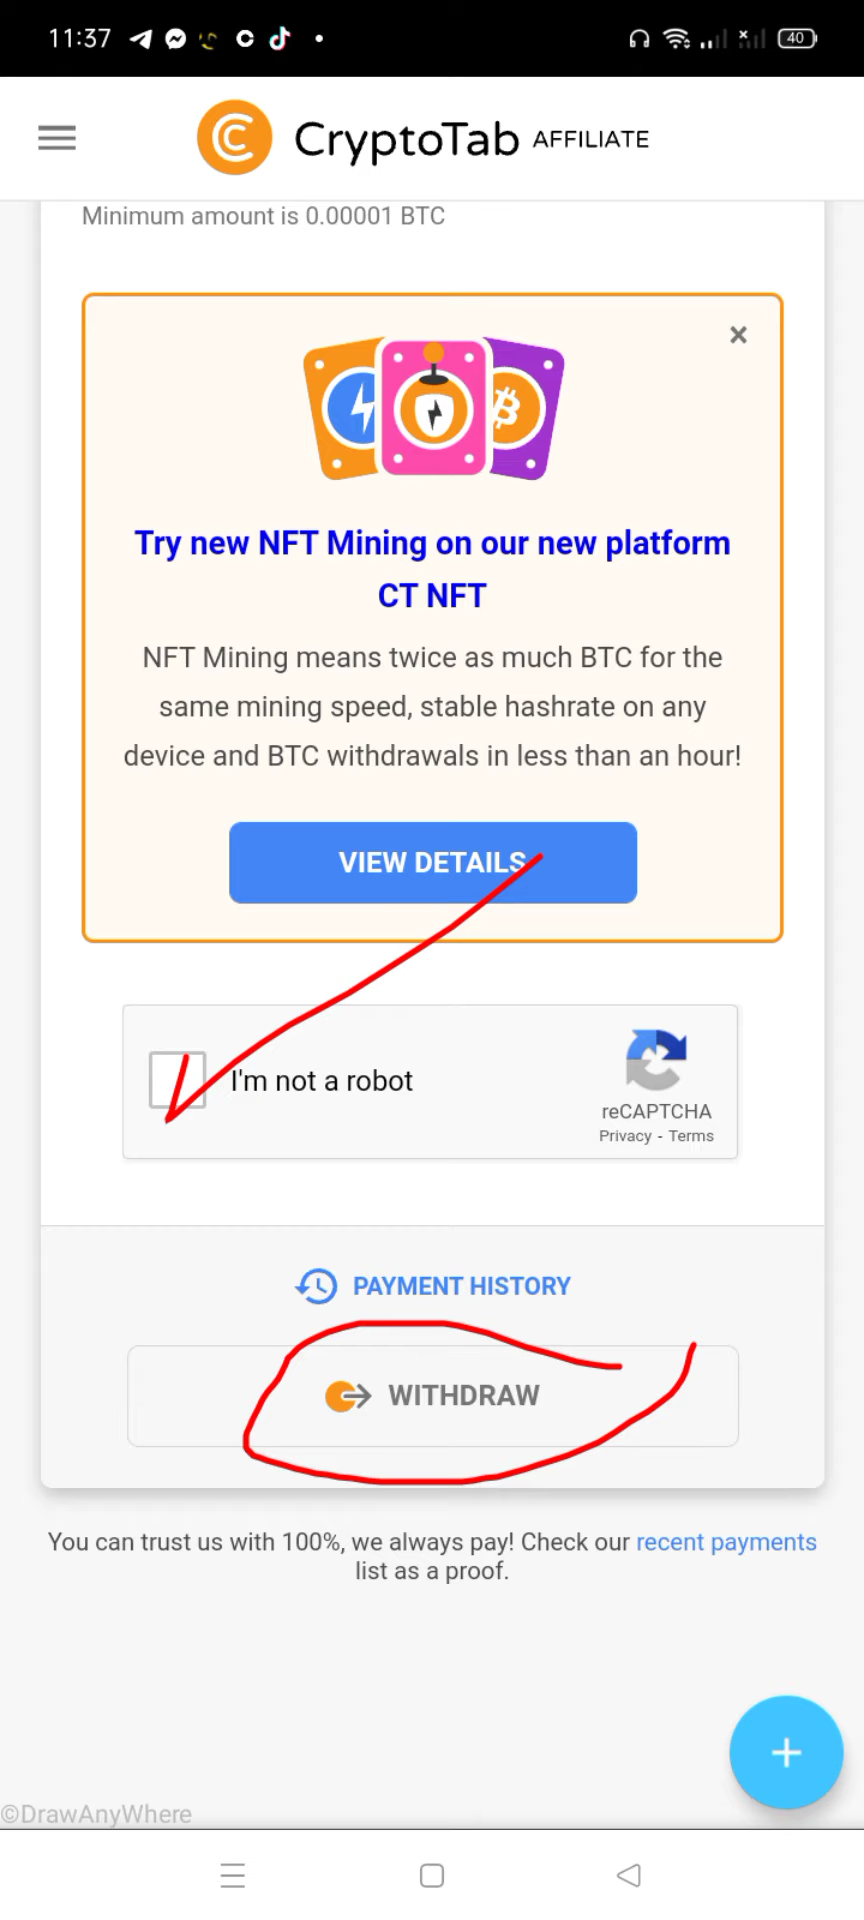 11:37
40
CryptoTab AFFILIATE
Minimum amount is 0.00001 BTC
Try new NFT Mining on our new platform
CT NFT
NFT Mining means twice as much BTC for the
same mining speed, stable hashrate on any
device and BTC withdrawals in less than an hour!
VIEW DETAILS
I'm not a robot
reCAPTCHA
Privacy - Terms
PAYMENT HISTORY
WITHDRAW
You can trust us with 100%, we always pay! Check our recent payments
list as a proof.
©DrawAnyWhere